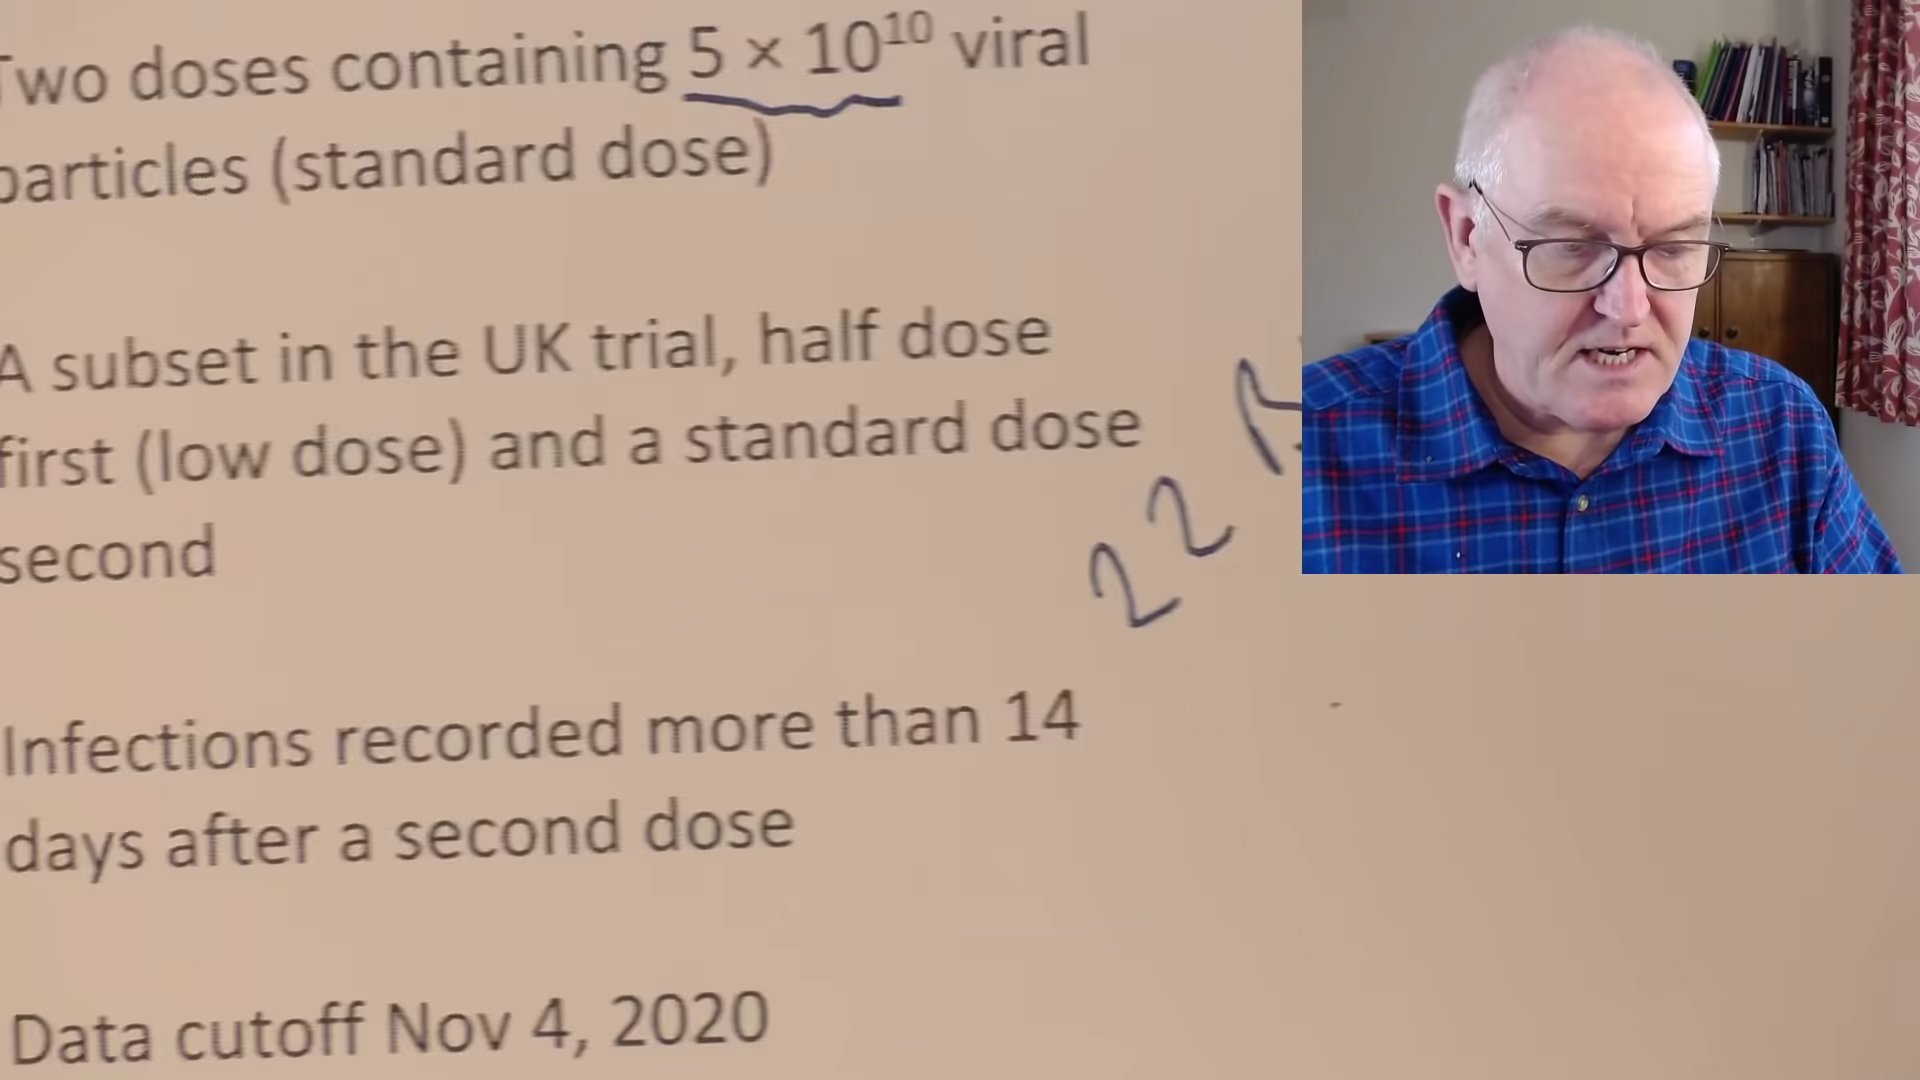 Two doses containing 5 × 10¹⁰ viral
particles (standard dose)
A subset in the UK trial, half dose
first (low dose) and a standard dose
second
22
Infections recorded more than 14
days after a second dose
Data cutoff Nov 4, 2020